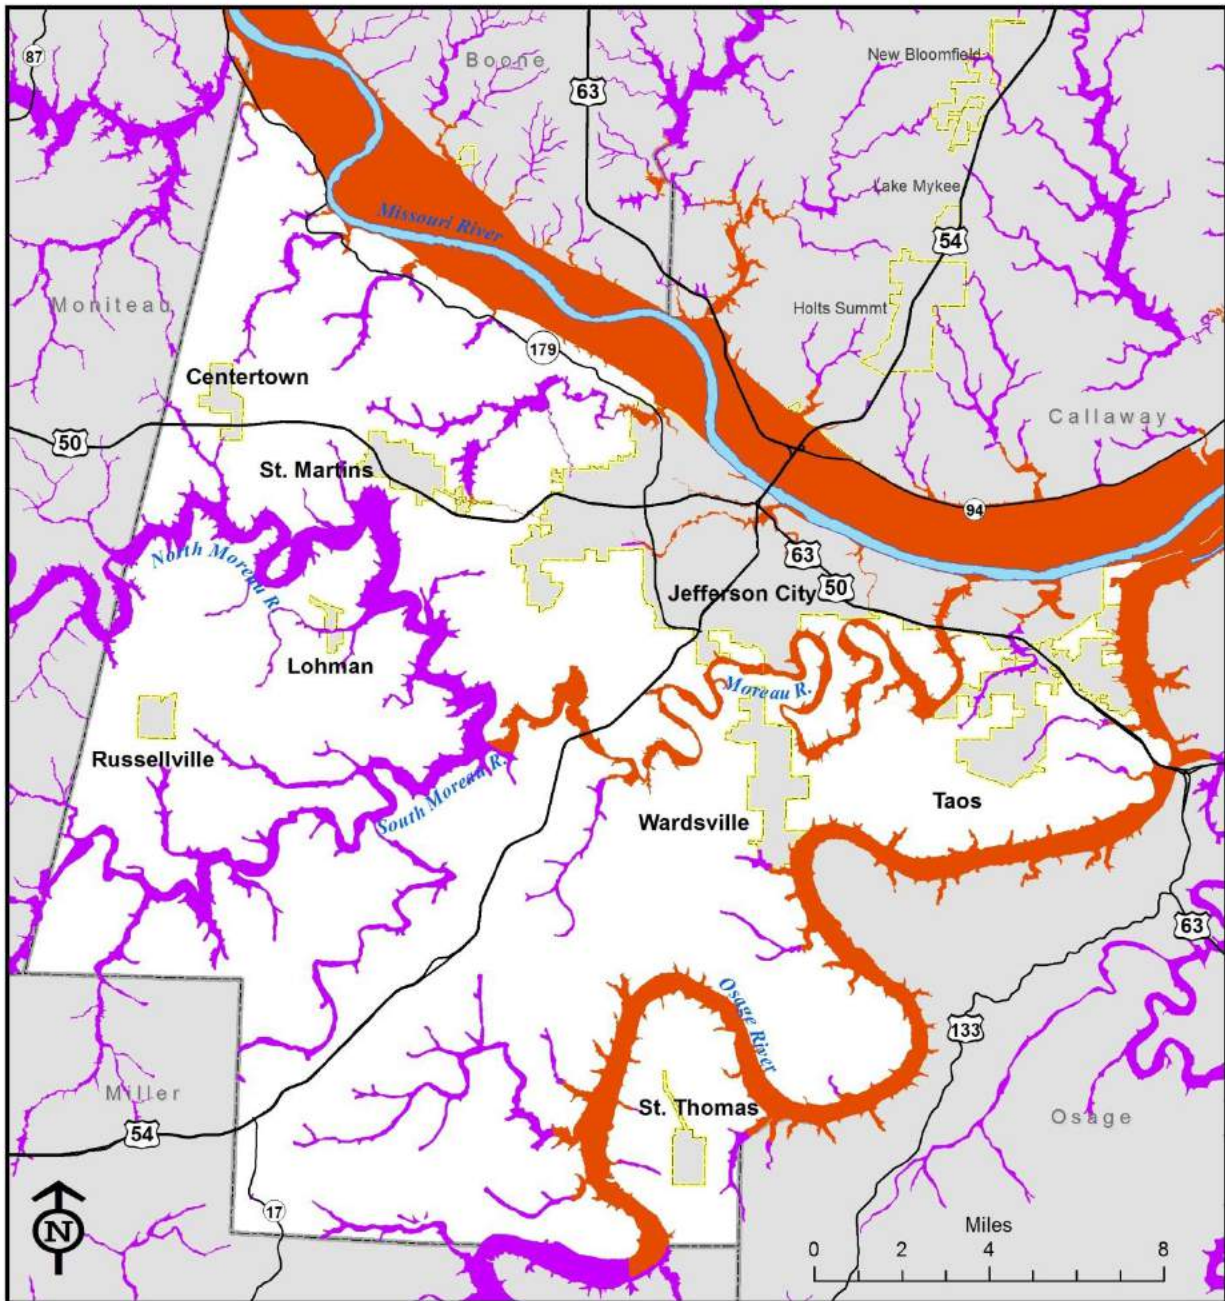 87
Boone
63
New Bloomfield
Lake Mykee
54
Missouri River
Moniteau
Holts Summt
179
Centertown
Callaway
50
St. Martins
94
North Moreau R.
63
50
Jefferson City
Lohman
Moreau R.
Russellville
South Moreau R.
Wardsville
Taos
63
Osage River
133
Miller
St. Thomas
Osage
54
17
N
Miles
0 2 4 8